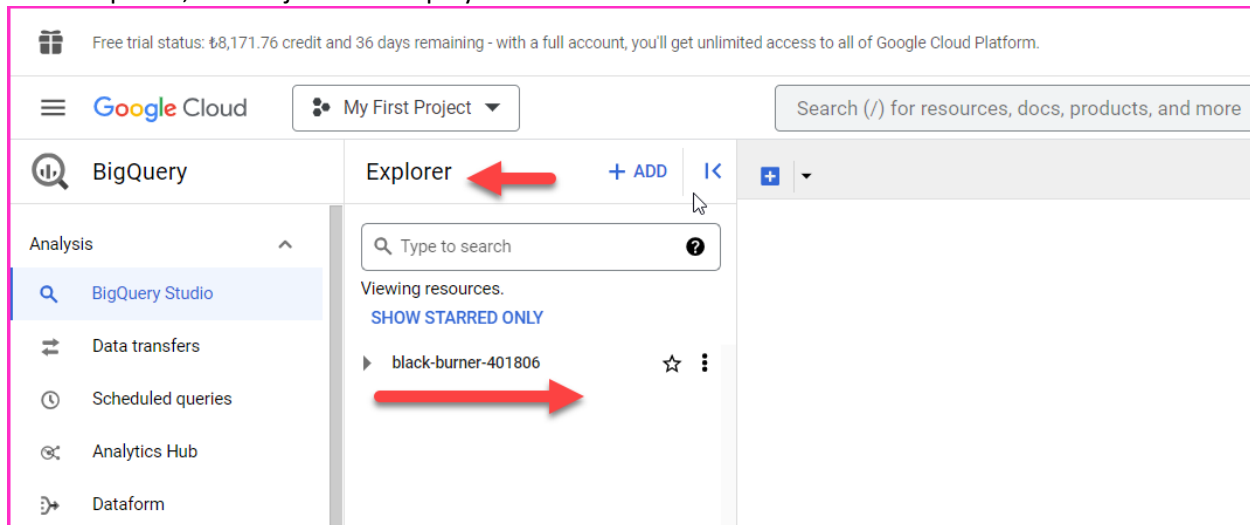 Free trial status: ₺8,171.76 credit and 36 days remaining - with a full account, you'll get unlimited access to all of Google Cloud Platform.
Google Cloud My First Project Search (/) for resources, docs, products, and more
BigQuery Explorer + ADD
Analysis Type to search
BigQuery Studio Viewing resources.
SHOW STARRED ONLY
Data transfers black-burner-401806
Scheduled queries
Analytics Hub
Dataform